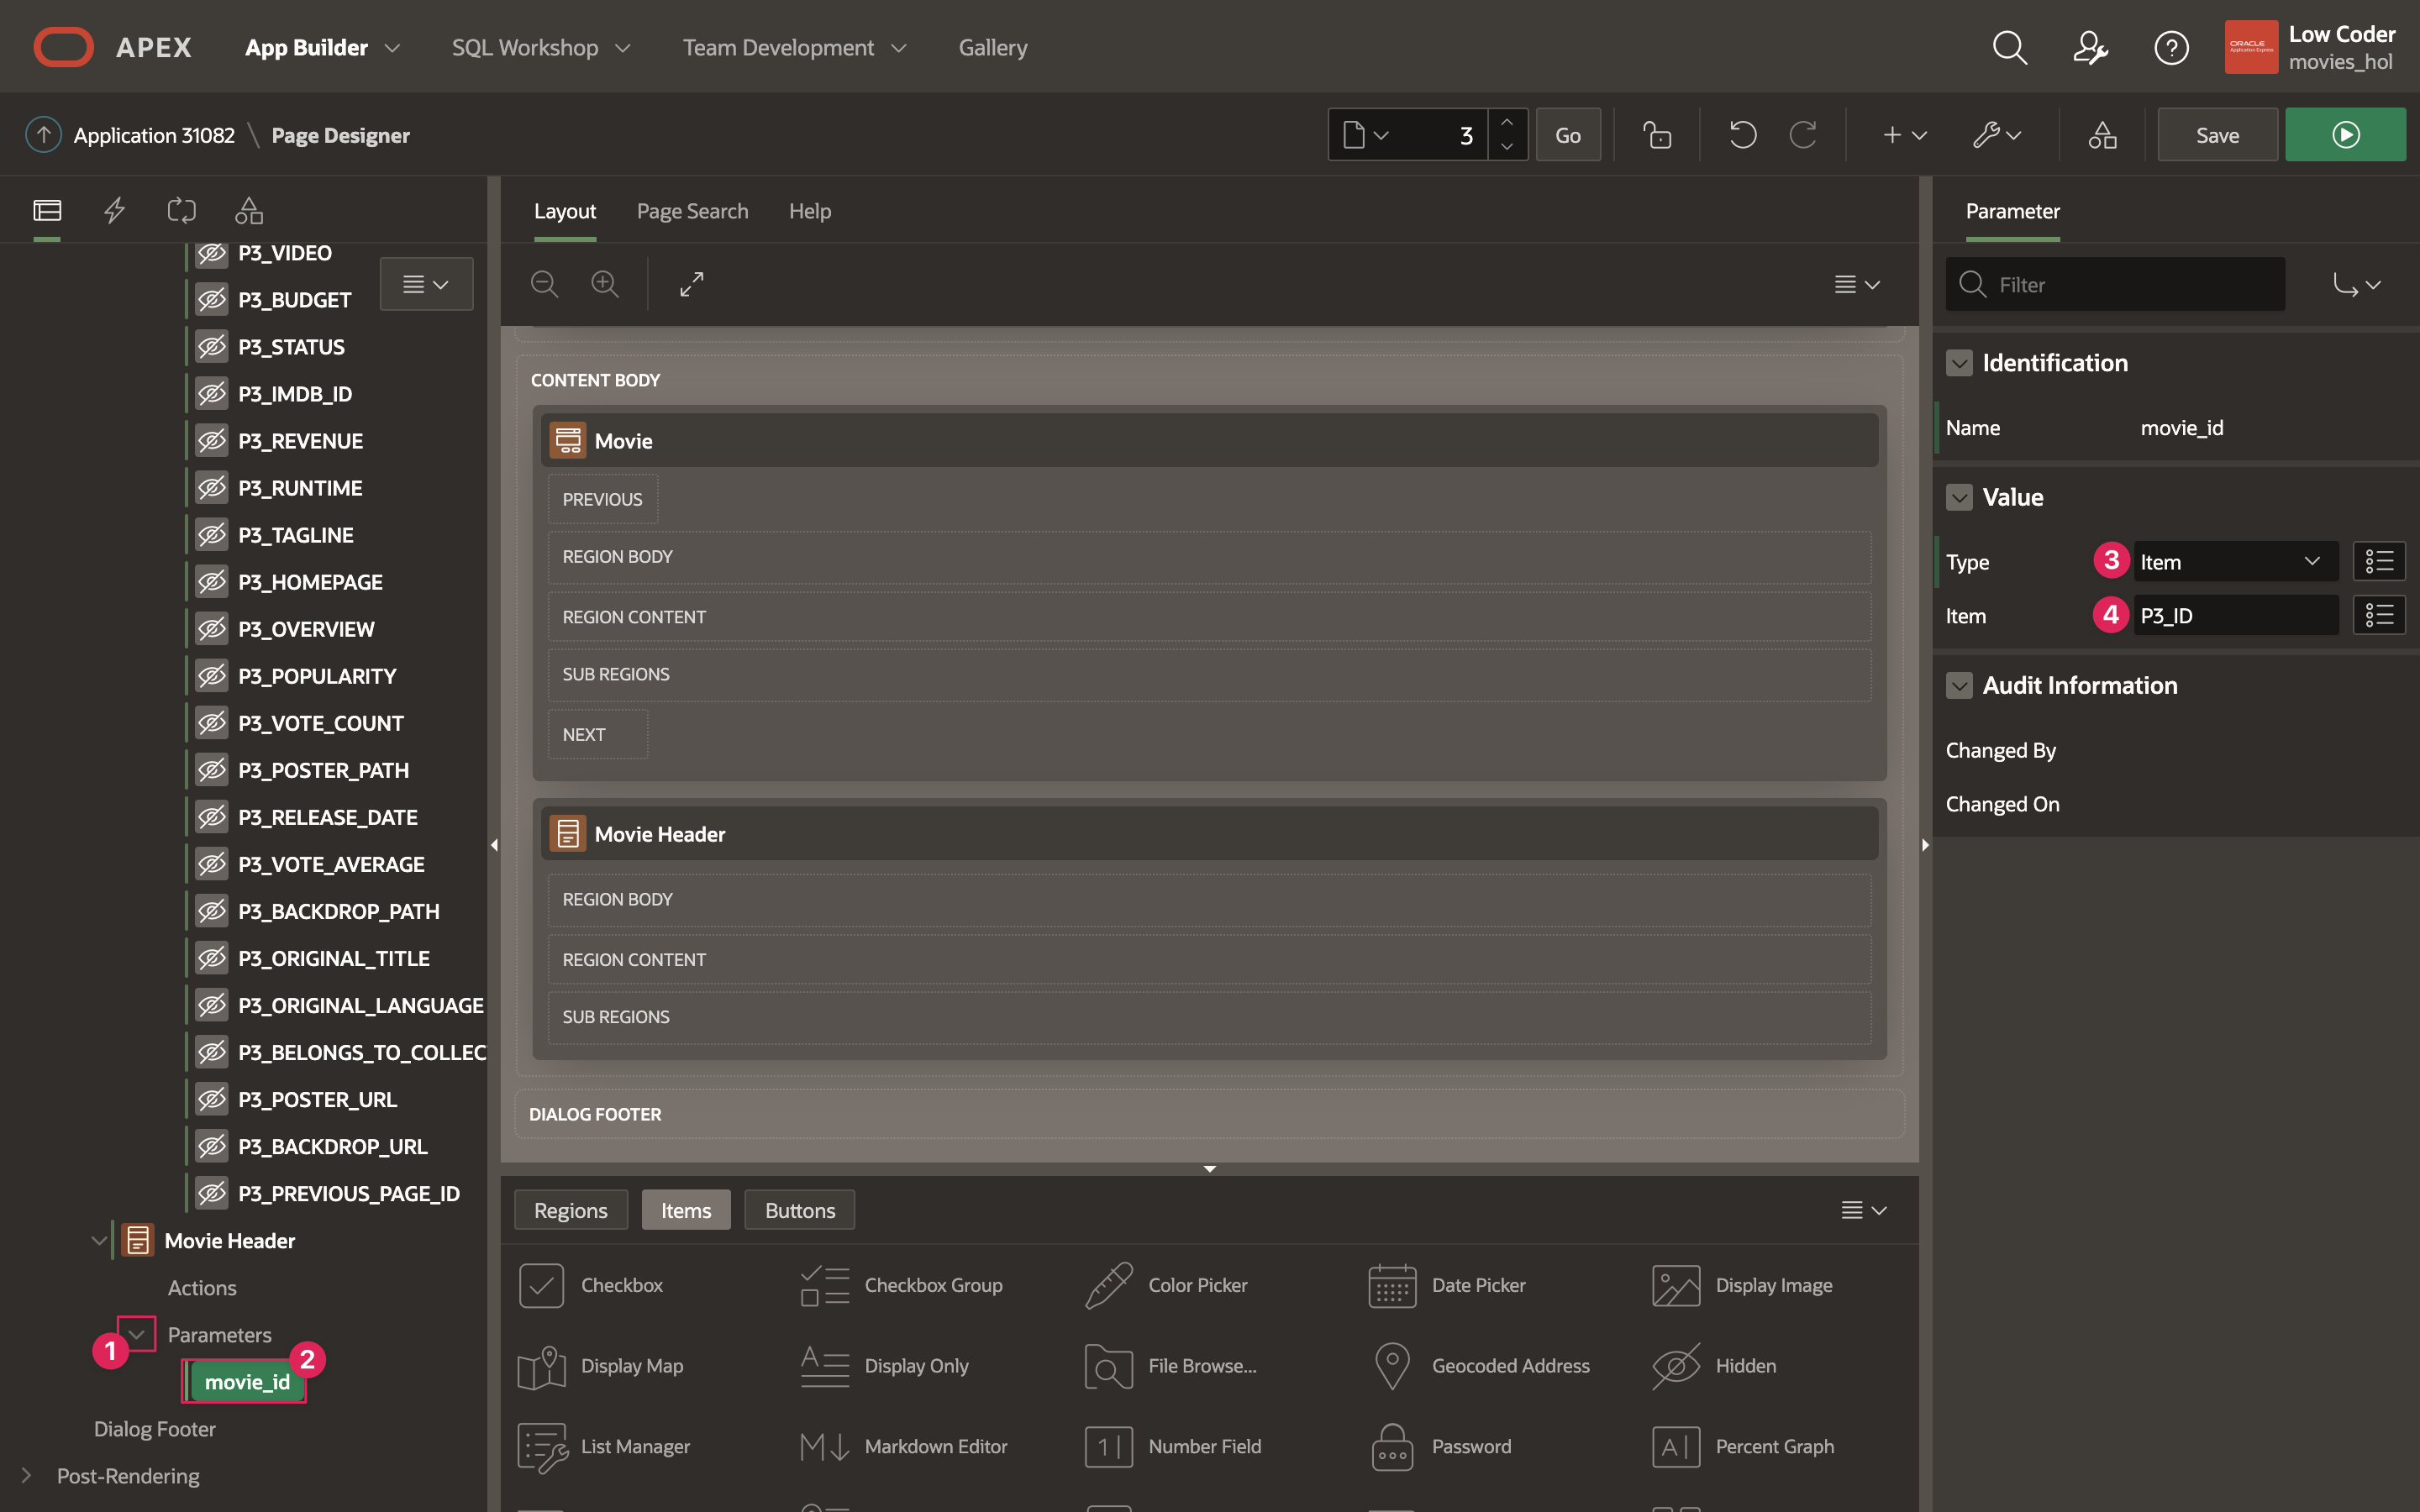 APEX
App Builder
SQL Workshop
Team Development
Gallery
ORACLE
Application Express
Low Coder
movies_hol
Application 31082 \ Page Designer
3
Go
Save
P3_VIDEO
P3_BUDGET
P3_STATUS
P3_IMDB_ID
P3_REVENUE
P3_RUNTIME
P3_TAGLINE
P3_HOMEPAGE
P3_OVERVIEW
P3_POPULARITY
P3_VOTE_COUNT
P3_POSTER_PATH
P3_RELEASE_DATE
P3_VOTE_AVERAGE
P3_BACKDROP_PATH
P3_ORIGINAL_TITLE
P3_ORIGINAL_LANGUAGE
P3_BELONGS_TO_COLLEC
P3_POSTER_URL
P3_BACKDROP_URL
P3_PREVIOUS_PAGE_ID
Movie Header
Actions
1
Parameters
2
movie_id
Dialog Footer
Post-Rendering
Layout
Page Search
Help
CONTENT BODY
Movie
PREVIOUS
REGION BODY
REGION CONTENT
SUB REGIONS
NEXT
Movie Header
REGION BODY
REGION CONTENT
SUB REGIONS
DIALOG FOOTER
Regions
Items
Buttons
Checkbox
Checkbox Group
Color Picker
Date Picker
Display Image
Display Map
Display Only
File Browse...
Geocoded Address
Hidden
List Manager
Markdown Editor
Number Field
Password
Percent Graph
Parameter
Filter
Identification
Name
movie_id
Value
Type
3
Item
Item
4
P3_ID
Audit Information
Changed By
Changed On